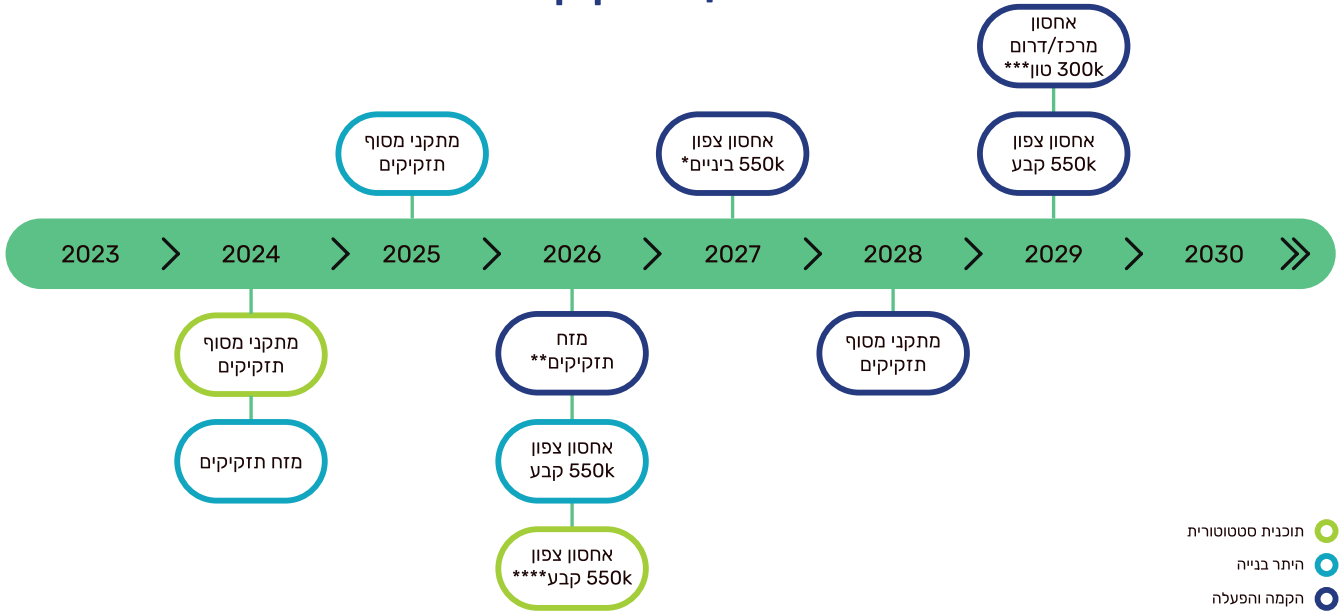 אחסון
מרכז/דרום
300k טון***
מתקני מסוף
תזקיקים
אחסון צפון
550k ביניים*
אחסון צפון
550k קבע
2023
2024
2025
2026
2027
2028
2029
2030
מתקני מסוף
תזקיקים
מזח תזקיקים
מזח
תזקיקים**
אחסון צפון
550k קבע
אחסון צפון
550k קבע****
מתקני מסוף
תזקיקים
תוכנית סטטוטורית
היתר בנייה
הקמה והפעלה